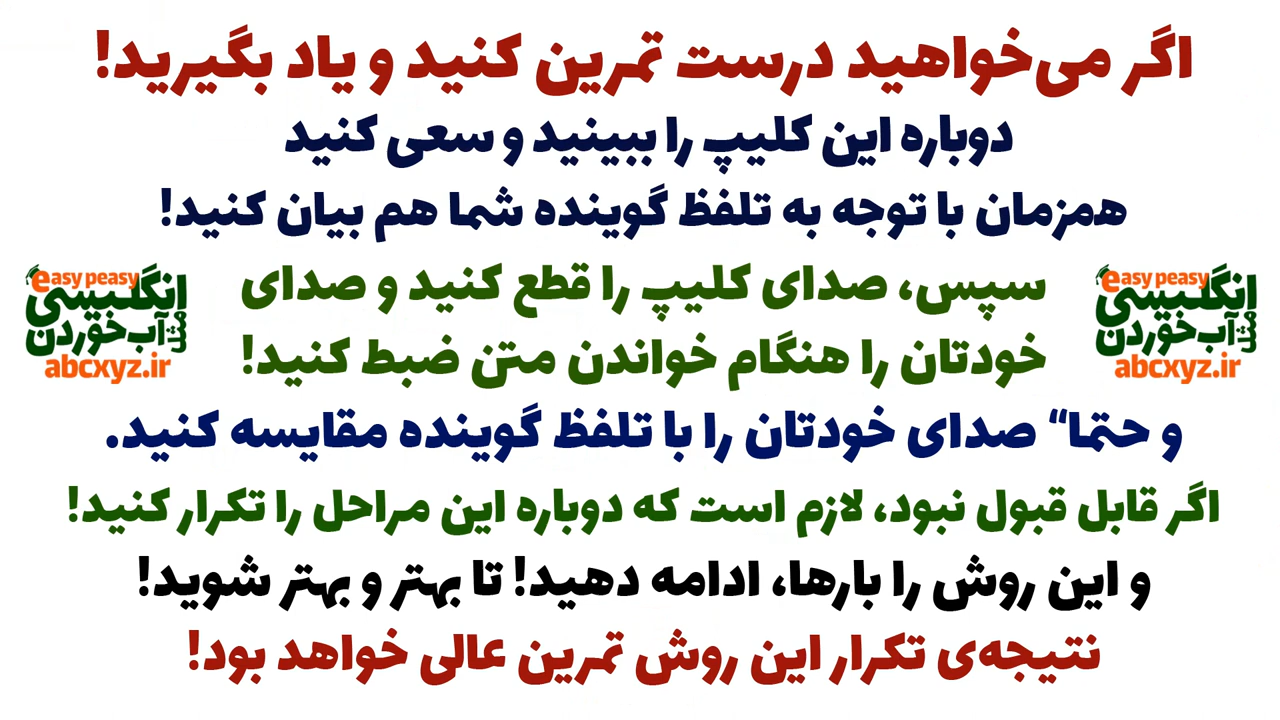 اگر می‌خواهید درست تمرین کنید و یاد بگیرید!
دوباره این کلیپ را ببینید و سعی کنید
همزمان با توجه به تلفظ گوینده شما هم بیان کنید!
سپس، صدای کلیپ را قطع کنید و صدای
خودتان را هنگام خواندن متن ضبط کنید!
easy peasy
انگلیسی
مثل آب خوردن
abcxyz.ir
easy peasy
انگلیسی
مثل آب خوردن
abcxyz.ir
و حتما“ صدای خودتان را با تلفظ گوینده مقایسه کنید.
اگر قابل قبول نبود، لازم است که دوباره این مراحل را تکرار کنید!
و این روش را بارها، ادامه دهید! تا بهتر و بهتر شوید!
نتیجه‌ی تکرار این روش تمرین عالی خواهد بود!